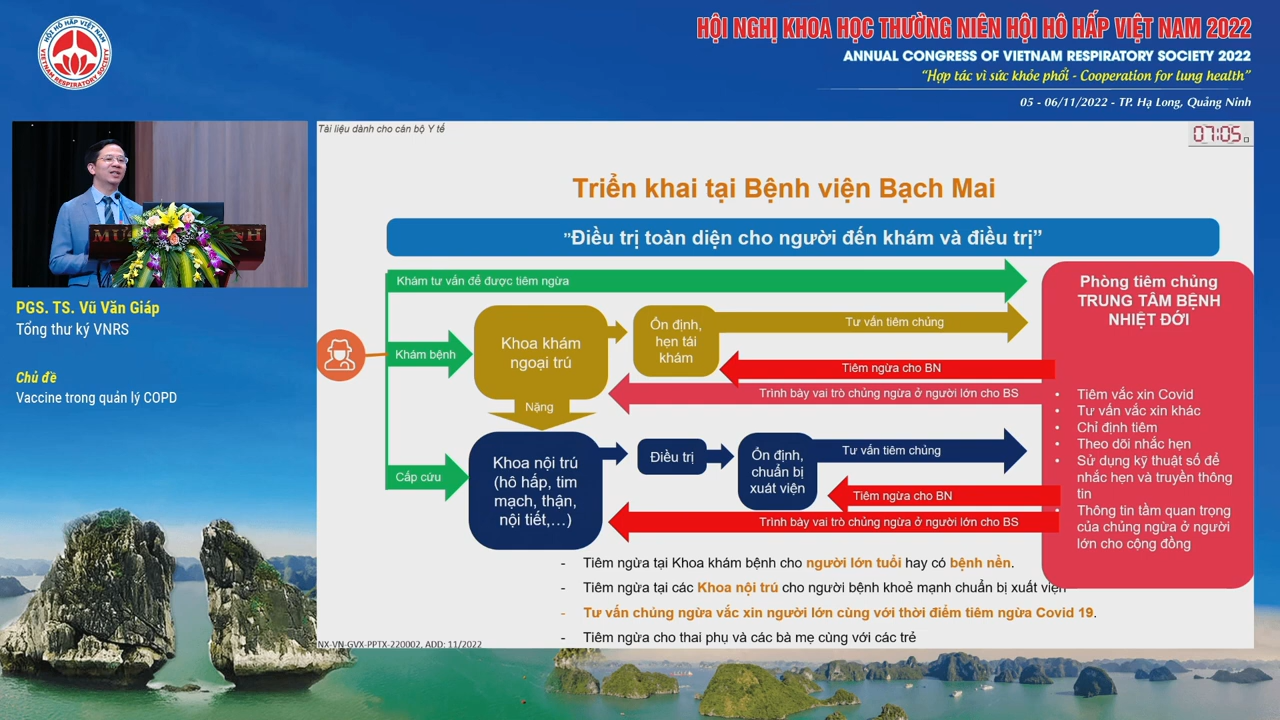 HỘI HÔ HẤP VIỆT NAM
VIETNAM RESPIRATORY SOCIETY
HỘI NGHỊ KHOA HỌC THƯỜNG NIÊN HỘI HÔ HẤP VIỆT NAM 2022
ANNUAL CONGRESS OF VIETNAM RESPIRATORY SOCIETY 2022
“Hợp tác vì sức khỏe phổi - Cooperation for lung health”
05 - 06/11/2022 - TP. Hạ Long, Quảng Ninh
PGS. TS. Vũ Văn Giáp
Tổng thư ký VNRS
Chủ đề
Vaccine trong quản lý COPD
Tài liệu dành cho cán bộ Y tế
07:05
Triển khai tại Bệnh viện Bạch Mai
”Điều trị toàn diện cho người đến khám và điều trị”
Khám tư vấn để được tiêm ngừa
Khám bệnh
Khoa khám
ngoại trú
Ổn định,
hẹn tái
khám
Tư vấn tiêm chủng
Tiêm ngừa cho BN
Trình bày vai trò chủng ngừa ở người lớn cho BS
Nặng
Cấp cứu
Khoa nội trú
(hô hấp, tim
mạch, thận,
nội tiết,…)
Điều trị
Ổn định,
chuẩn bị
xuát viện
Tư vấn tiêm chủng
Tiêm ngừa cho BN
Trình bày vai trò chủng ngừa ở người lớn cho BS
Phòng tiêm chủng
TRUNG TÂM BỆNH
NHIỆT ĐỚI
• Tiêm vắc xin Covid
• Tư vấn vắc xin khác
• Chỉ định tiêm
• Theo dõi nhắc hẹn
• Sử dụng kỹ thuật số để
nhắc hẹn và truyền thông
tin
• Thông tin tầm quan trọng
của chủng ngừa ở người
lớn cho cộng đồng
- Tiêm ngừa tại Khoa khám bệnh cho người lớn tuổi hay có bệnh nền.
- Tiêm ngừa tại các Khoa nội trú cho người bệnh khoẻ mạnh chuẩn bị xuất viện
- Tư vấn chủng ngừa vắc xin người lớn cùng với thời điểm tiêm ngừa Covid 19.
- Tiêm ngừa cho thai phụ và các bà mẹ cùng với các trẻ
NX-VN-GVX-PPTX-220002, ADD: 11/2022